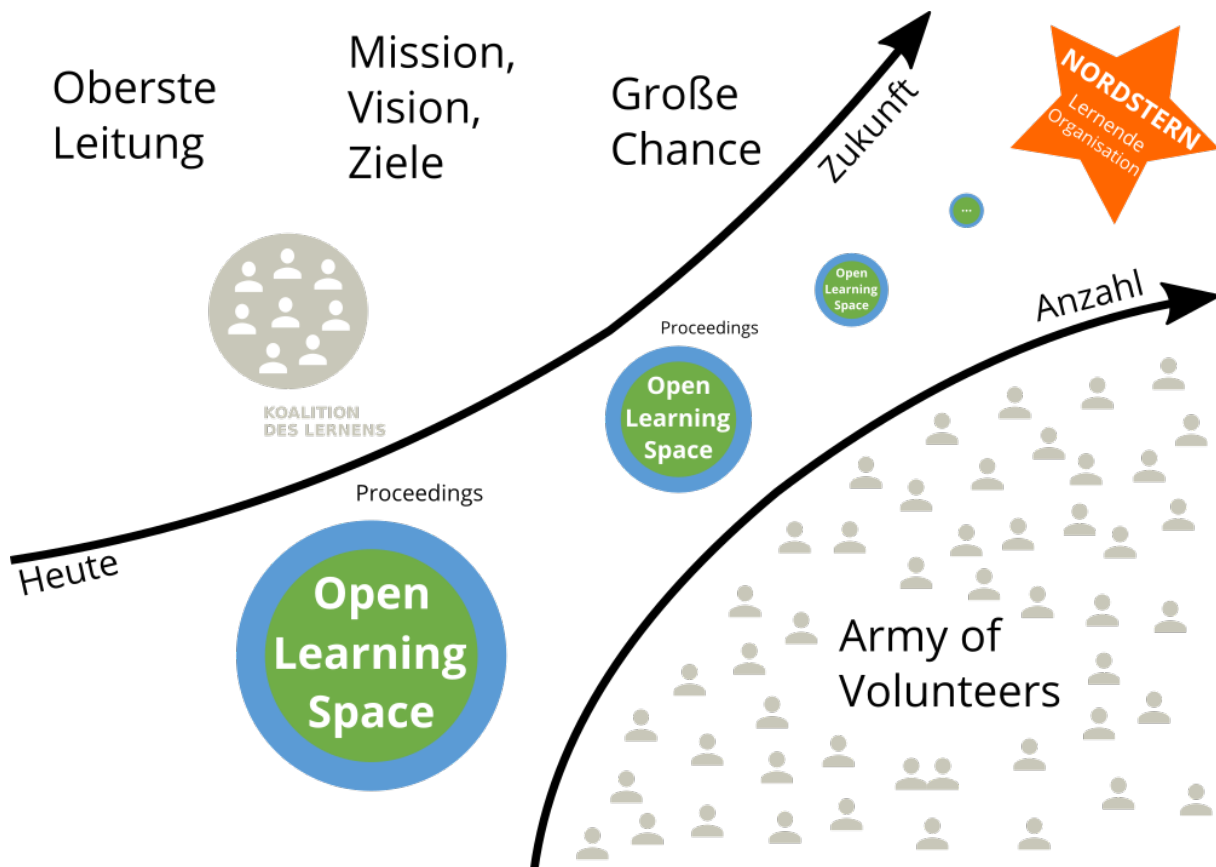 Oberste
Leitung
Mission,
Vision,
Ziele
Große
Chance
Zukunft
NORDSTERN
Lernende
Organisation
...
Open
Learning
Space
Anzahl
Proceedings
Open
Learning
Space
KOALITION
DES LERNENS
Proceedings
Heute
Open
Learning
Space
Army of
Volunteers